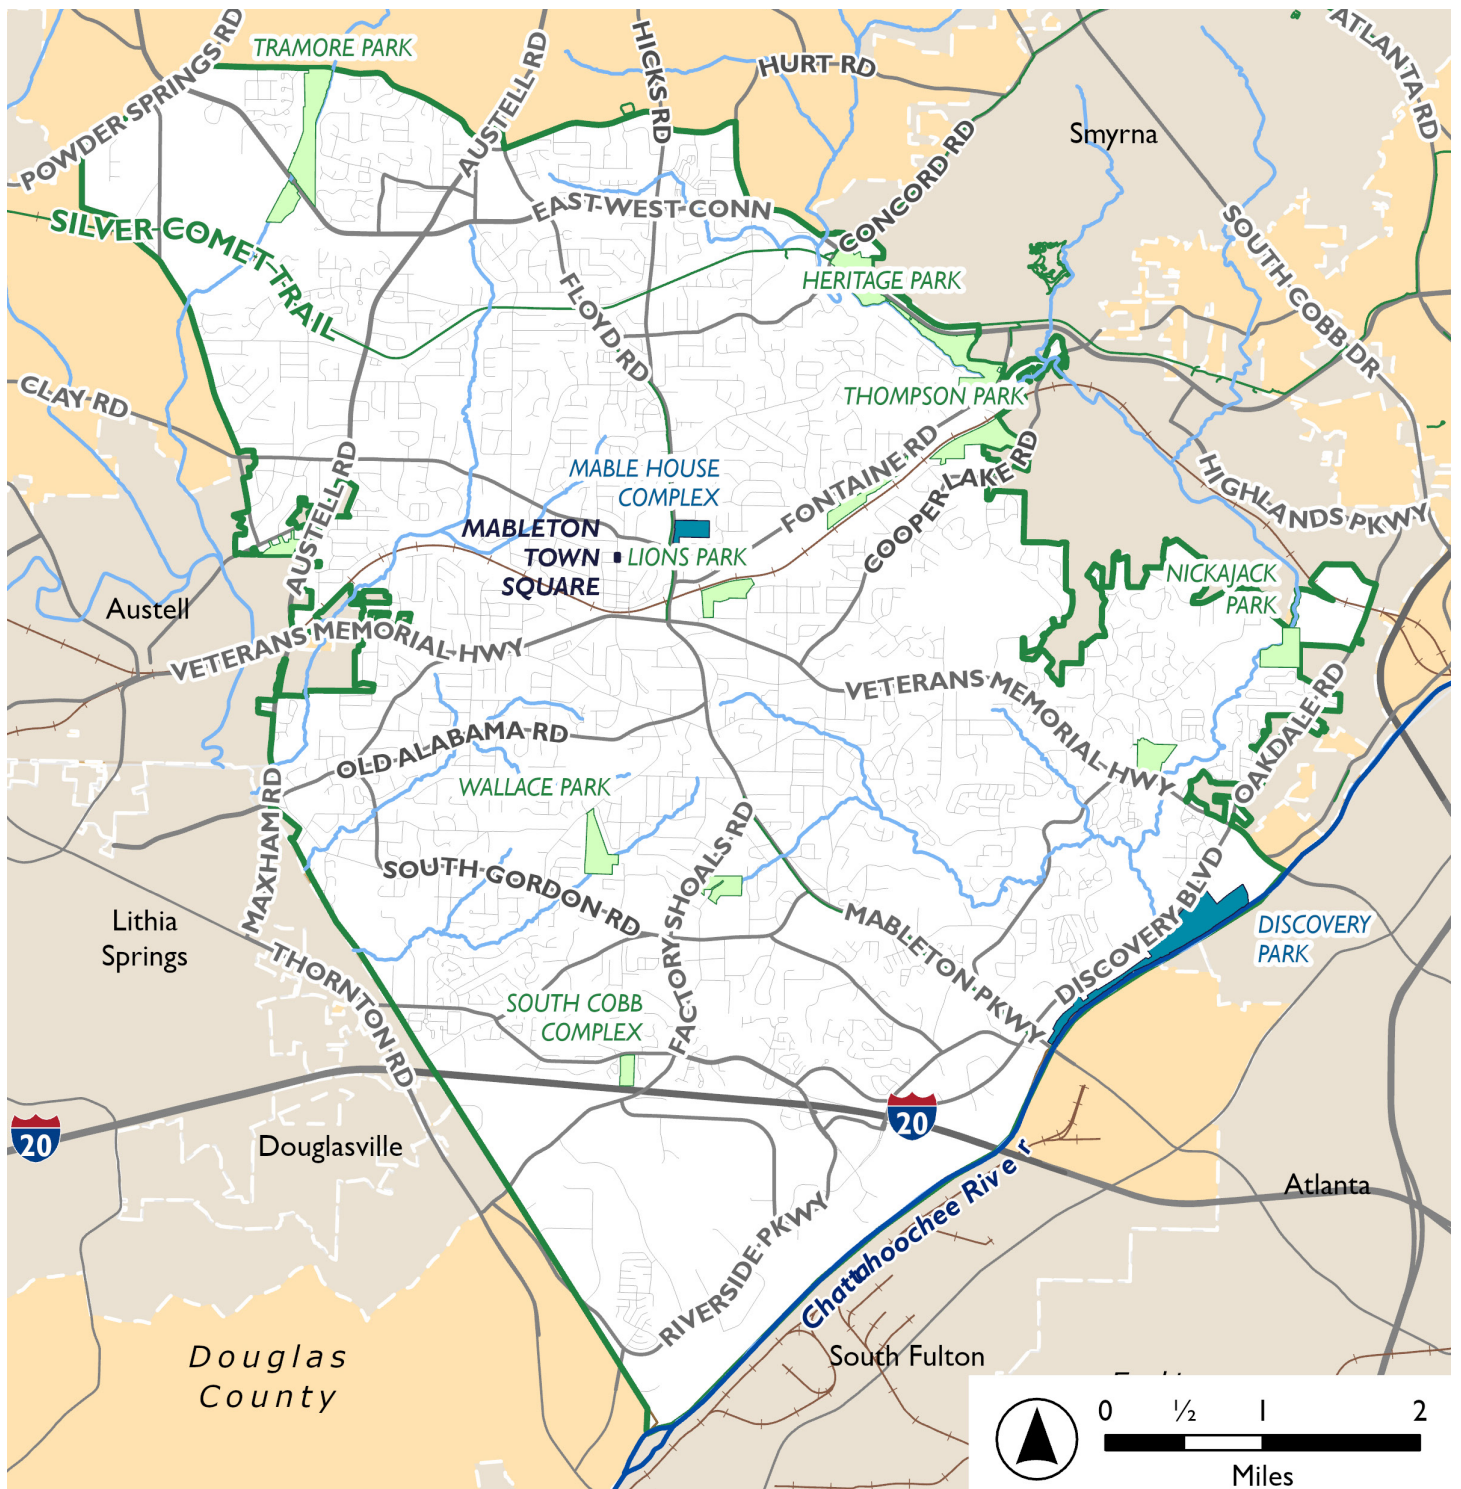 POWDER SPRINGS RD
TRAMORE PARK
AUSTELL RD
HICKS RD
HURT RD
ATLANTA RD
Smyrna
CONCORD RD
SILVER COMET TRAIL
EAST-WEST CONN
SOUTH COBB DR
HERITAGE PARK
FLOYD RD
CLAY RD
THOMPSON PARK
AUSTELL RD
MABLE HOUSE
COMPLEX
FONTAINE RD
COOPER LAKE RD
HIGHLANDS PKWY
MABLETON
TOWN
SQUARE
LIONS PARK
NICKAJACK
PARK
Austell
VETERANS MEMORIAL HWY
VETERANS MEMORIAL HWY
OAKDALE RD
OLD ALABAMA RD
WALLACE PARK
MAXHAM RD
FACTORY SHOALS RD
SOUTH GORDON RD
Lithia
Springs
MABLETON PKWY
DISCOVERY BLVD
DISCOVERY
PARK
THORNTON RD
SOUTH COBB
COMPLEX
20
20
Douglasville
Atlanta
Chattahoochee River
RIVERSIDE PKWY
South Fulton
Douglas
County
0 ½ 1 2
Miles